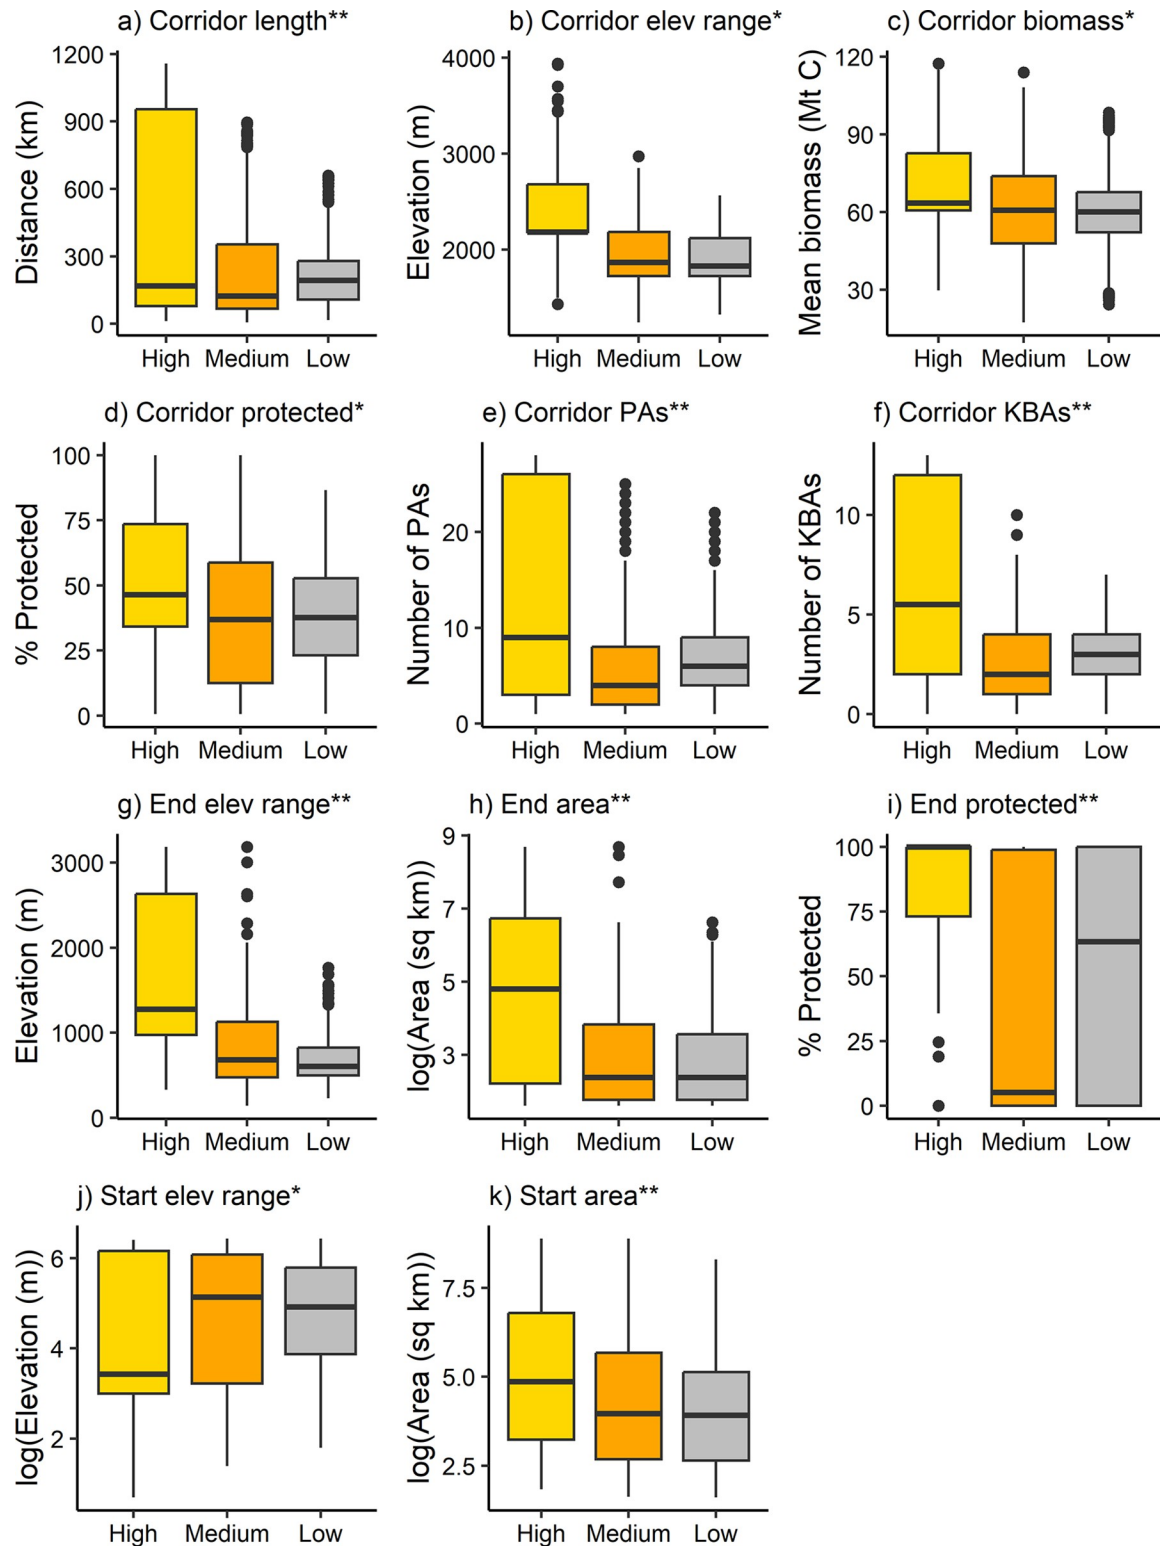 a) Corridor length**
Distance (km)
1200
900
600
300
0
High Medium Low
b) Corridor elev range*
Elevation (m)
4000
3000
2000
High Medium Low
c) Corridor biomass*
Mean biomass (Mt C)
120
90
60
30
High Medium Low
d) Corridor protected*
% Protected
100
75
50
25
0
High Medium Low
e) Corridor PAs**
Number of PAs
20
10
0
High Medium Low
f) Corridor KBAs**
Number of KBAs
10
5
0
High Medium Low
g) End elev range**
Elevation (m)
3000
2000
1000
0
High Medium Low
h) End area**
log(Area (sq km))
9
7
5
3
High Medium Low
i) End protected**
% Protected
100
75
50
25
0
High Medium Low
j) Start elev range*
log(Elevation (m))
6
4
2
High Medium Low
k) Start area**
log(Area (sq km))
7.5
5.0
2.5
High Medium Low